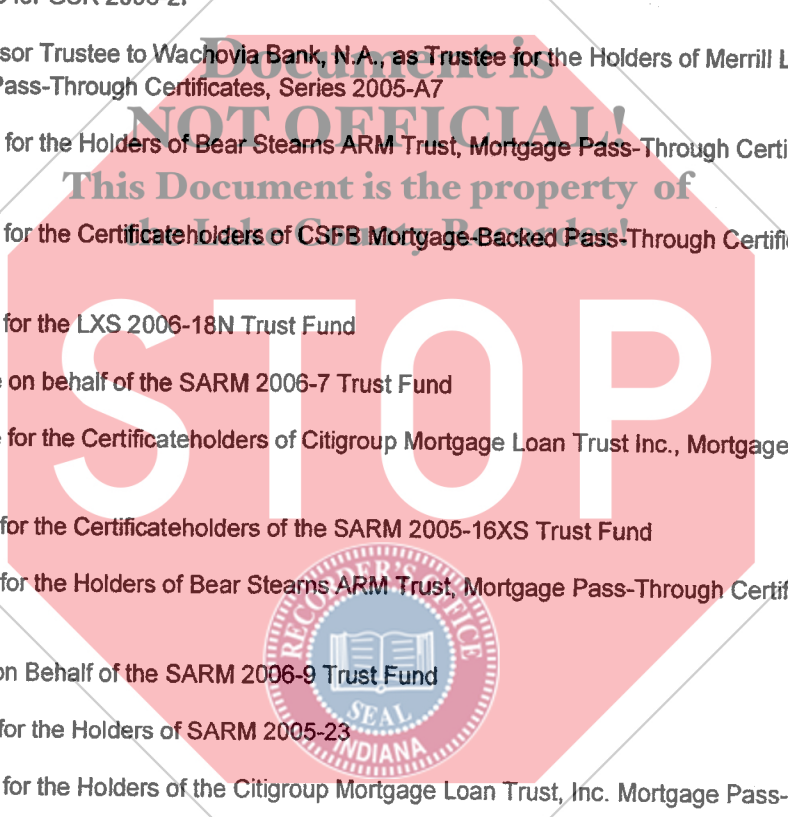 sor Trustee to Wachovia Bank, N.A., as Trustee for the Holders of Merrill L
Document is
Pass-Through Certificates, Series 2005-A7
NOT OFFICIAL!
for the Holders of Bear Stearns ARM Trust, Mortgage Pass-Through Certi
This Document is the property of
the Lake County Recorder!
for the Certificateholders of CSFB Mortgage-Backed Pass-Through Certific
STOP
for the LXS 2006-18N Trust Fund
on behalf of the SARM 2006-7 Trust Fund
for the Certificateholders of Citigroup Mortgage Loan Trust Inc., Mortgage
for the Certificateholders of the SARM 2005-16XS Trust Fund
for the Holders of Bear Stearns ARM Trust, Mortgage Pass-Through Certif
RECORDER'S OFFICE
on Behalf of the SARM 2006-9 Trust Fund
SEAL
for the Holders of SARM 2005-23
INDIANA
for the Holders of the Citigroup Mortgage Loan Trust, Inc. Mortgage Pass-